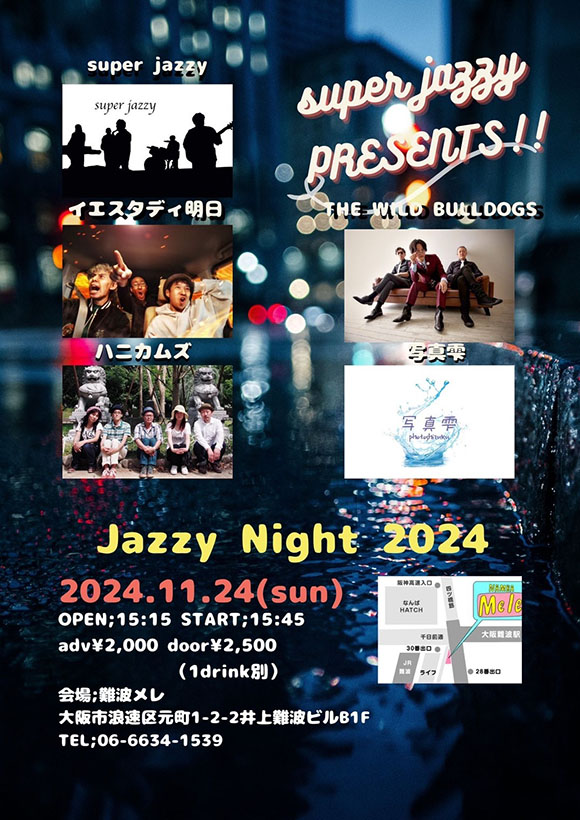 super jazzy
super jazzy
super jazzy
PRESENTS!!
イエスタディ明日
THE WILD BULLDOGS
ハニカムズ
写真雫
写真雫
photoshizuku
Jazzy Night 2024
2024.11.24(sun)
OPEN;15:15 START;15:45
adv¥2,000 door¥2,500
(1drink別)
会場;難波メレ
大阪市浪速区元町1-2-2井上難波ビルB1F
TEL;06-6634-1539
阪神高速入口
四ツ橋筋
NAMBA
Mele
なんば
HATCH
千日前通
大阪難波駅
30番出口
JR
難波
ライフ
28番出口